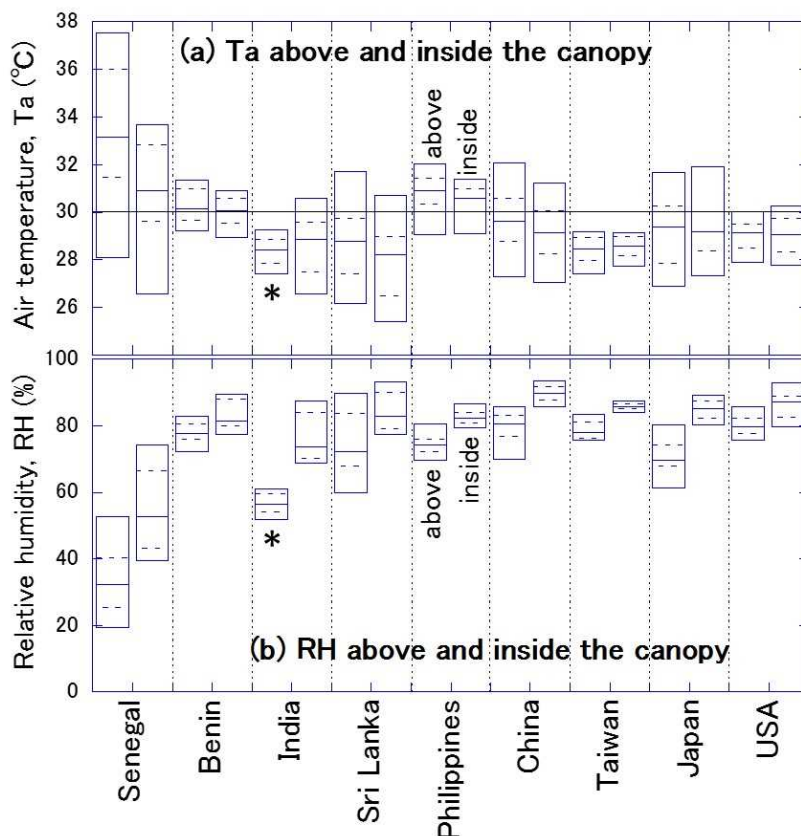 (a) Ta above and inside the canopy
Air temperature, Ta (℃)
38
36
34
32
30
28
26
above
inside
*
(b) RH above and inside the canopy
Relative humidity, RH (%)
100
80
60
40
20
0
above
inside
*
Senegal
Benin
India
Sri Lanka
Philippines
China
Taiwan
Japan
USA